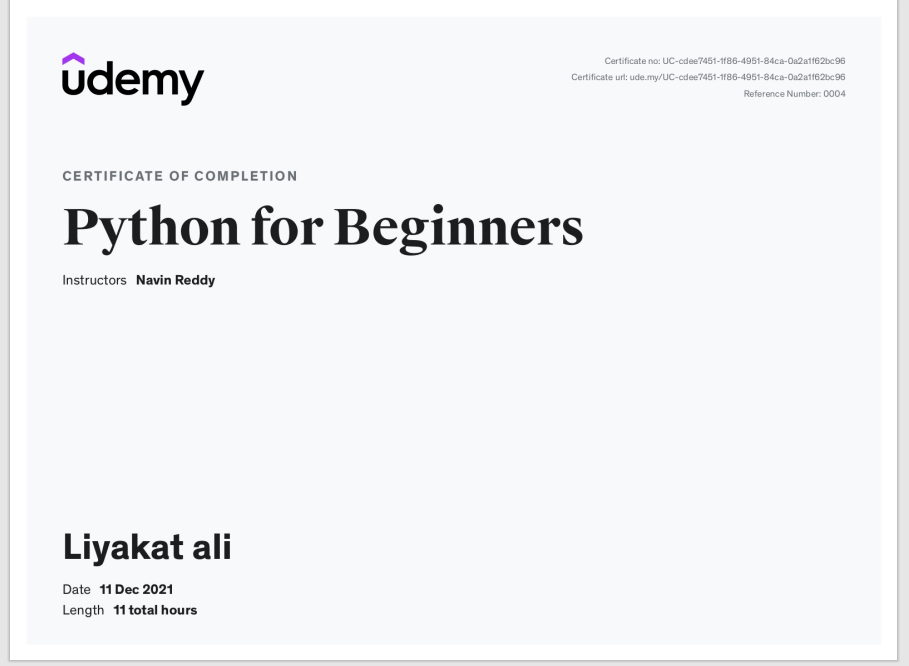 udemy
Certificate no: UC-cdee7451-1f86-4951-84ca-0a2a1f62bc96
Certificate url: ude.my/UC-cdee7451-1f86-4951-84ca-0a2a1f62bc96
Reference Number: 0004
CERTIFICATE OF COMPLETION
Python for Beginners
Instructors Navin Reddy
Liyakat ali
Date 11 Dec 2021
Length 11 total hours